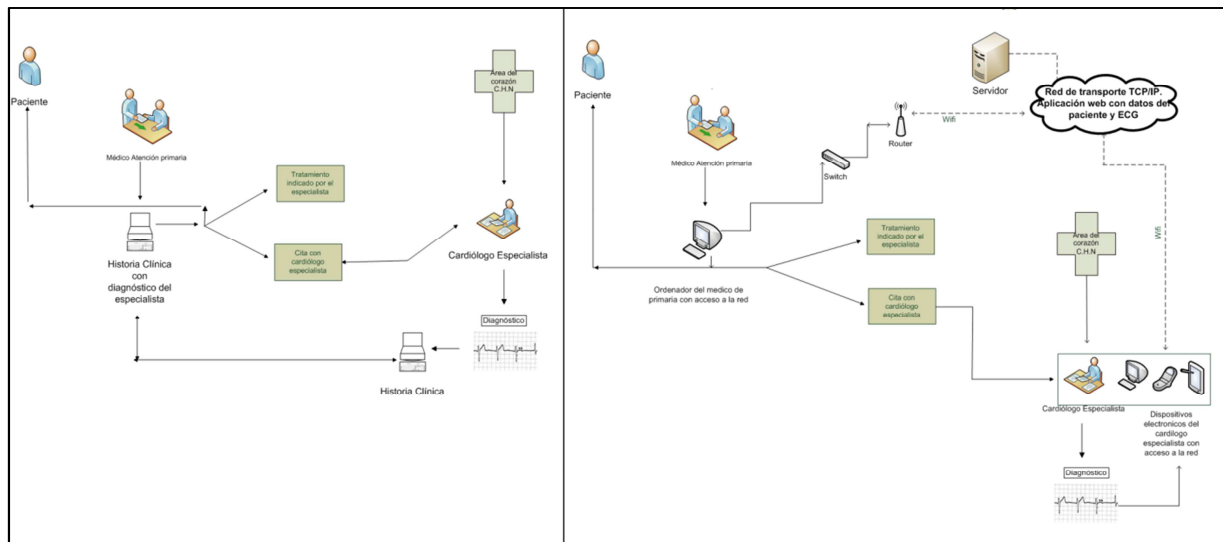 Paciente
Area del
corazón
C.H.N
Médico Atención primaria
Tratamiento
indicado por el
especialista
Cita con
cardiólogo
especialista
Cardiólogo Especialista
Historia Clínica
con
diagnóstico del
especialista
Diagnóstico
Historia Clínica
Paciente
Servidor
Red de transporte TCP/IP.
Aplicación web con datos del
paciente y ECG
Wifi
Router
Médico Atención primaria
Switch
Wifi
Tratamiento
indicado por el
especialista
Area del
corazón
C.H.N
Ordenador del medico de
primaria con acceso a la red
Cita con
cardiólogo
especialista
Cardiólogo Especialista
Dispositivos
electronicos del
cardilogo
especialista con
acceso a la red
Diagnóstico